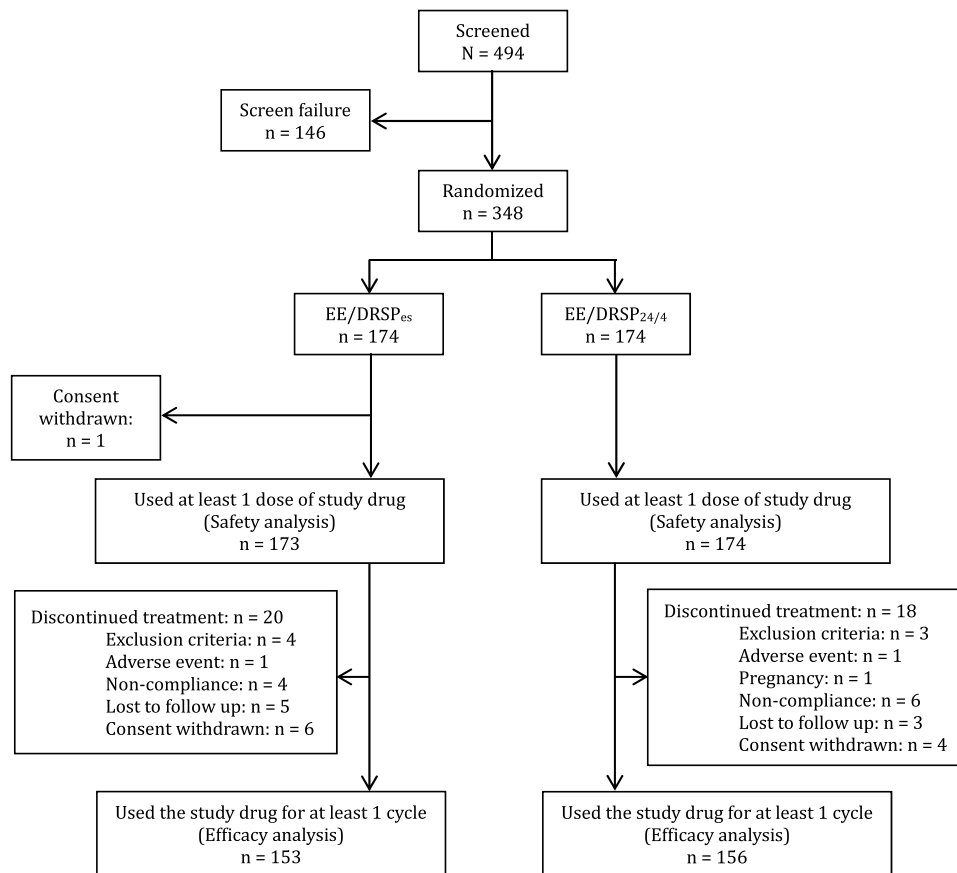 Screened
N = 494
Screen failure
n = 146
Randomized
n = 348
EE/DRSPes
n = 174
EE/DRSP24/4
n = 174
Consent
withdrawn:
n = 1
Used at least 1 dose of study drug
(Safety analysis)
n = 173
Used at least 1 dose of study drug
(Safety analysis)
n = 174
Discontinued treatment: n = 20
Exclusion criteria: n = 4
Adverse event: n = 1
Non-compliance: n = 4
Lost to follow up: n = 5
Consent withdrawn: n = 6
Discontinued treatment: n = 18
Exclusion criteria: n = 3
Adverse event: n = 1
Pregnancy: n = 1
Non-compliance: n = 6
Lost to follow up: n = 3
Consent withdrawn: n = 4
Used the study drug for at least 1 cycle
(Efficacy analysis)
n = 153
Used the study drug for at least 1 cycle
(Efficacy analysis)
n = 156